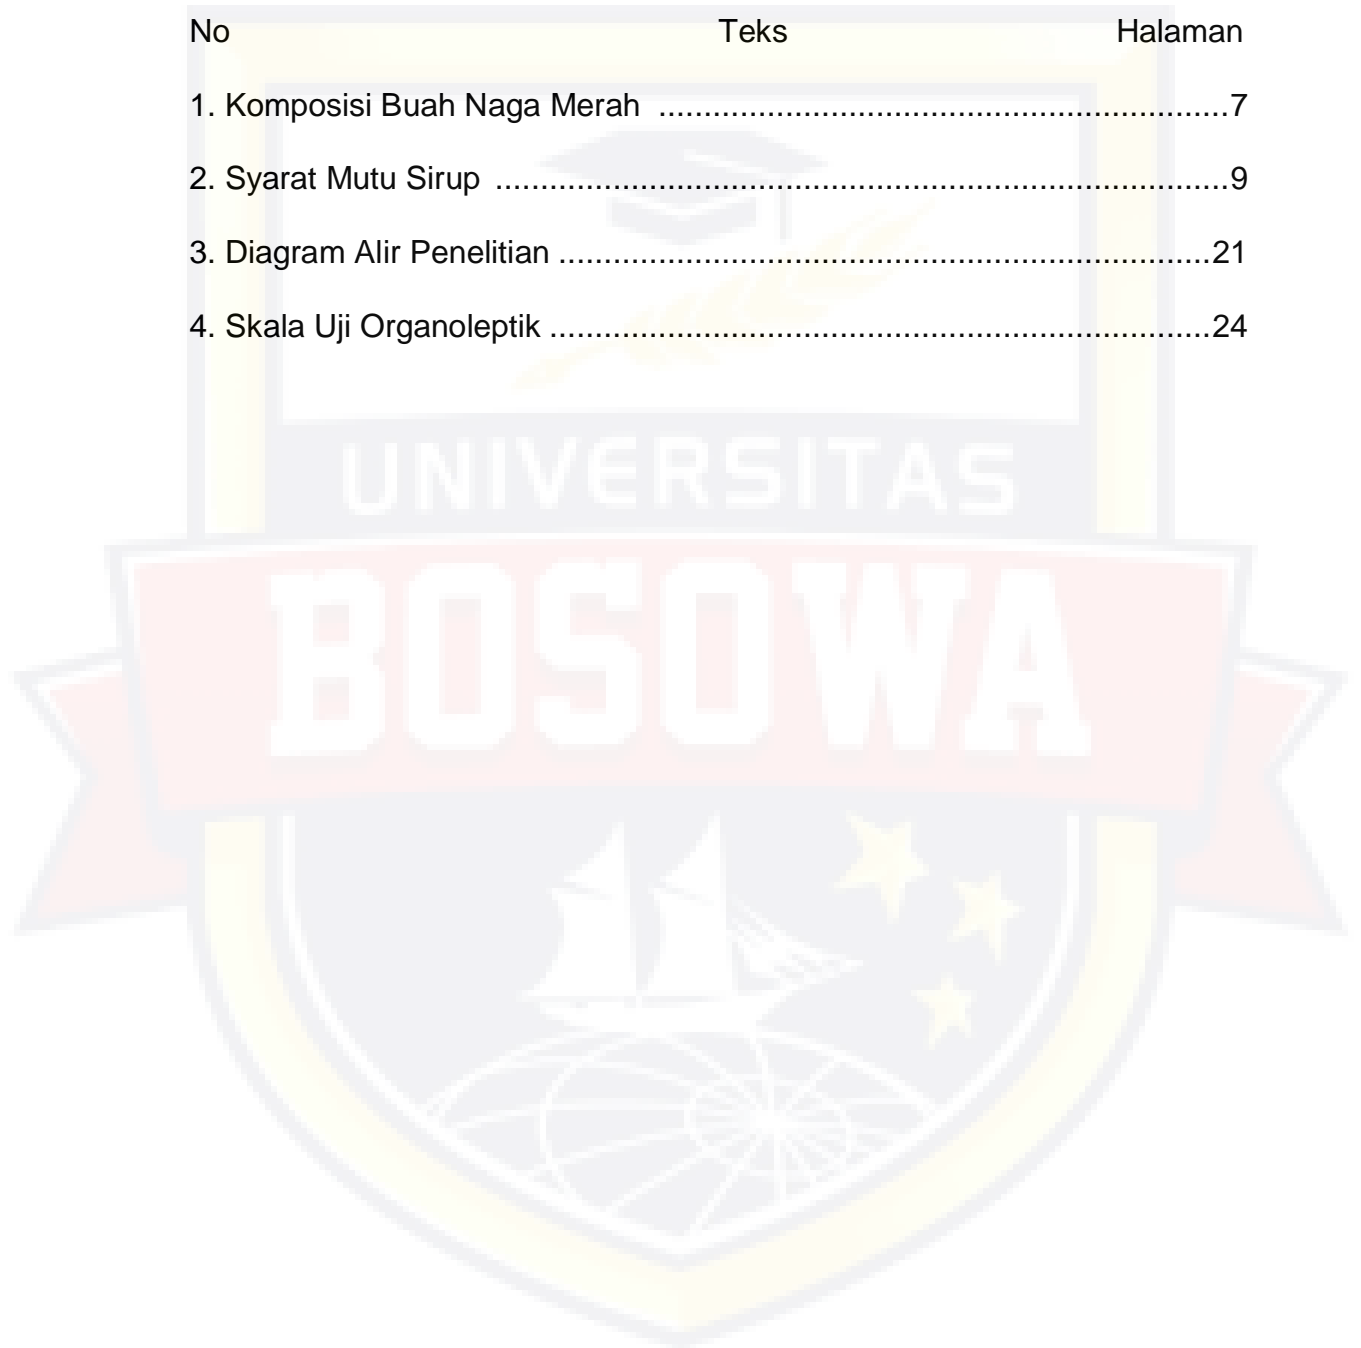 No Teks Halaman
1. Komposisi Buah Naga Merah ...............................................................7
2. Syarat Mutu Sirup .................................................................................9
3. Diagram Alir Penelitian ........................................................................21
4. Skala Uji Organoleptik .........................................................................24
UNIVERSITAS
BOSOWA